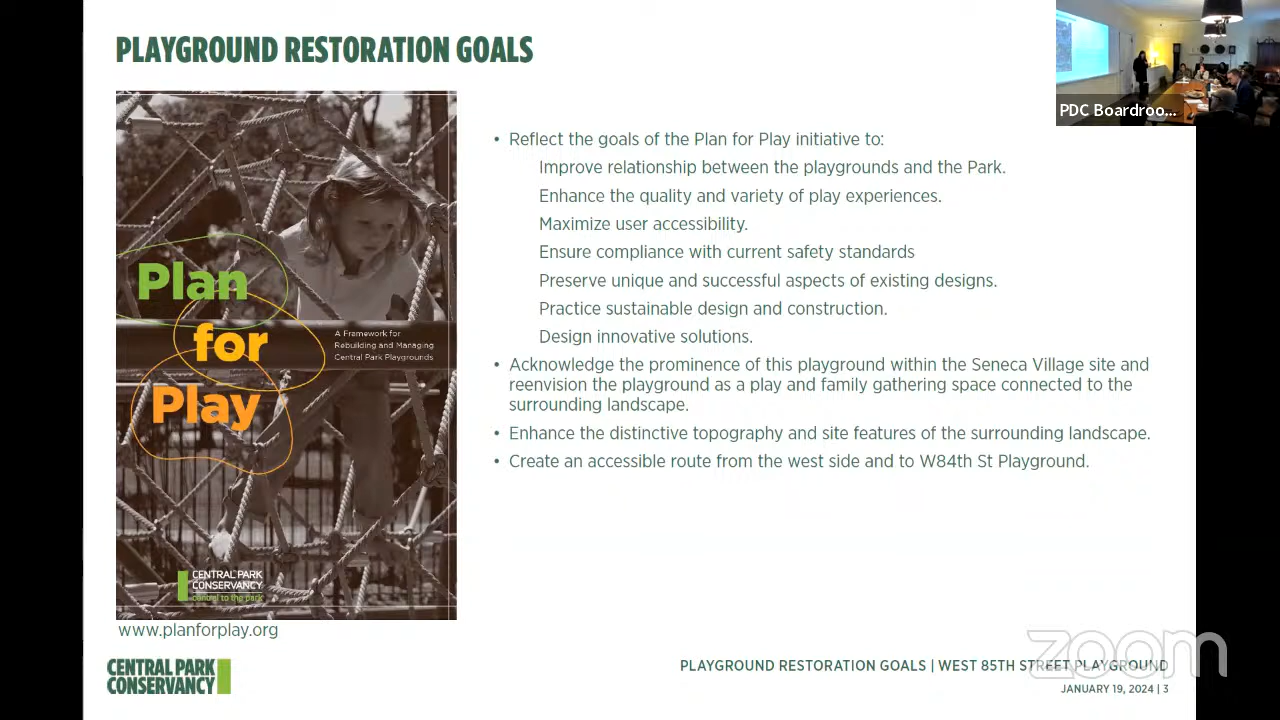 PLAYGROUND RESTORATION GOALS
PDC Boardroo...
Plan
for
Play
A Framework for
Rebuilding and Managing
Central Park Playgrounds
CENTRAL PARK
CONSERVANCY
central to the park
www.planforplay.org
• Reflect the goals of the Plan for Play initiative to:
Improve relationship between the playgrounds and the Park.
Enhance the quality and variety of play experiences.
Maximize user accessibility.
Ensure compliance with current safety standards
Preserve unique and successful aspects of existing designs.
Practice sustainable design and construction.
Design innovative solutions.
• Acknowledge the prominence of this playground within the Seneca Village site and
reenvision the playground as a play and family gathering space connected to the
surrounding landscape.
• Enhance the distinctive topography and site features of the surrounding landscape.
• Create an accessible route from the west side and to W84th St Playground.
CENTRAL PARK
CONSERVANCY
PLAYGROUND RESTORATION GOALS | WEST 85TH STREET PLAYGROUND
JANUARY 19, 2024 | 3
zoom